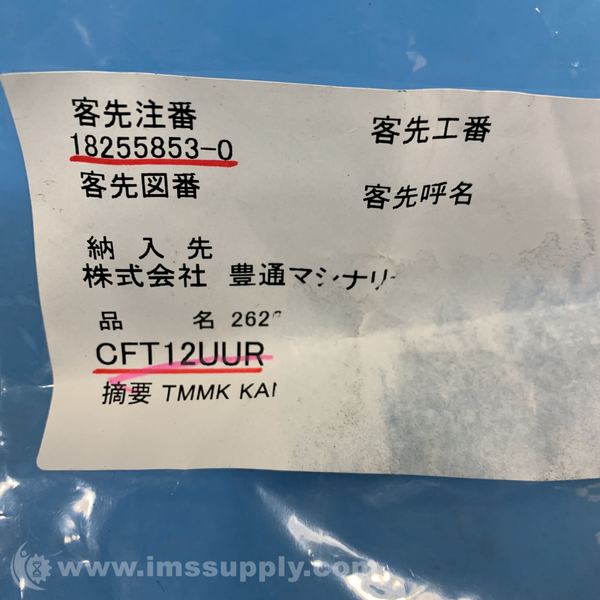 客先注番
18255853-0
客先工番
客先図番
客先呼名
納入先
株式会社 豊通マシナリ
品 名 262
CFT12UUR
摘要 TMMK KAI
www.imssupply.com